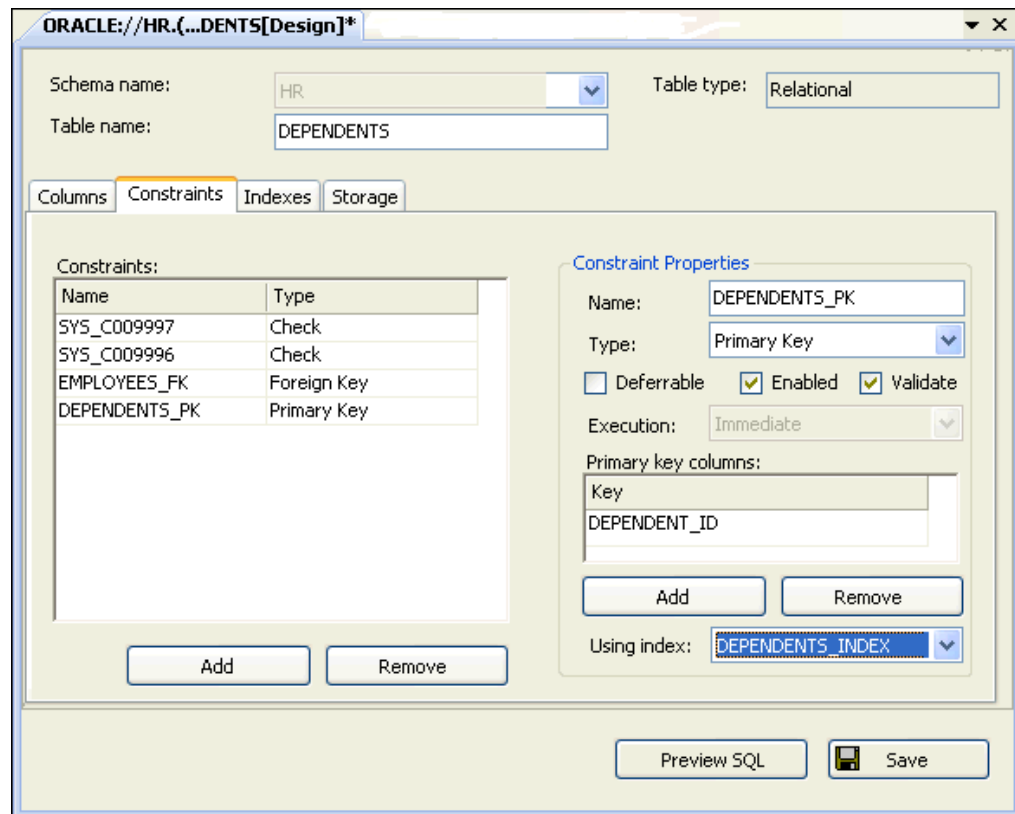 ORACLE://HR.(...DENTS[Design]*
Schema name:
HR
Table type:
Relational
Table name:
DEPENDENTS
Columns
Constraints
Indexes
Storage
Constraints:
Name Type
SYS_C009997 Check
SYS_C009996 Check
EMPLOYEES_FK Foreign Key
DEPENDENTS_PK Primary Key
Add
Remove
Constraint Properties
Name: DEPENDENTS_PK
Type: Primary Key
Deferrable Enabled Validate
Execution: Immediate
Primary key columns:
Key
DEPENDENT_ID
Add
Remove
Using index: DEPENDENTS_INDEX
Preview SQL
Save